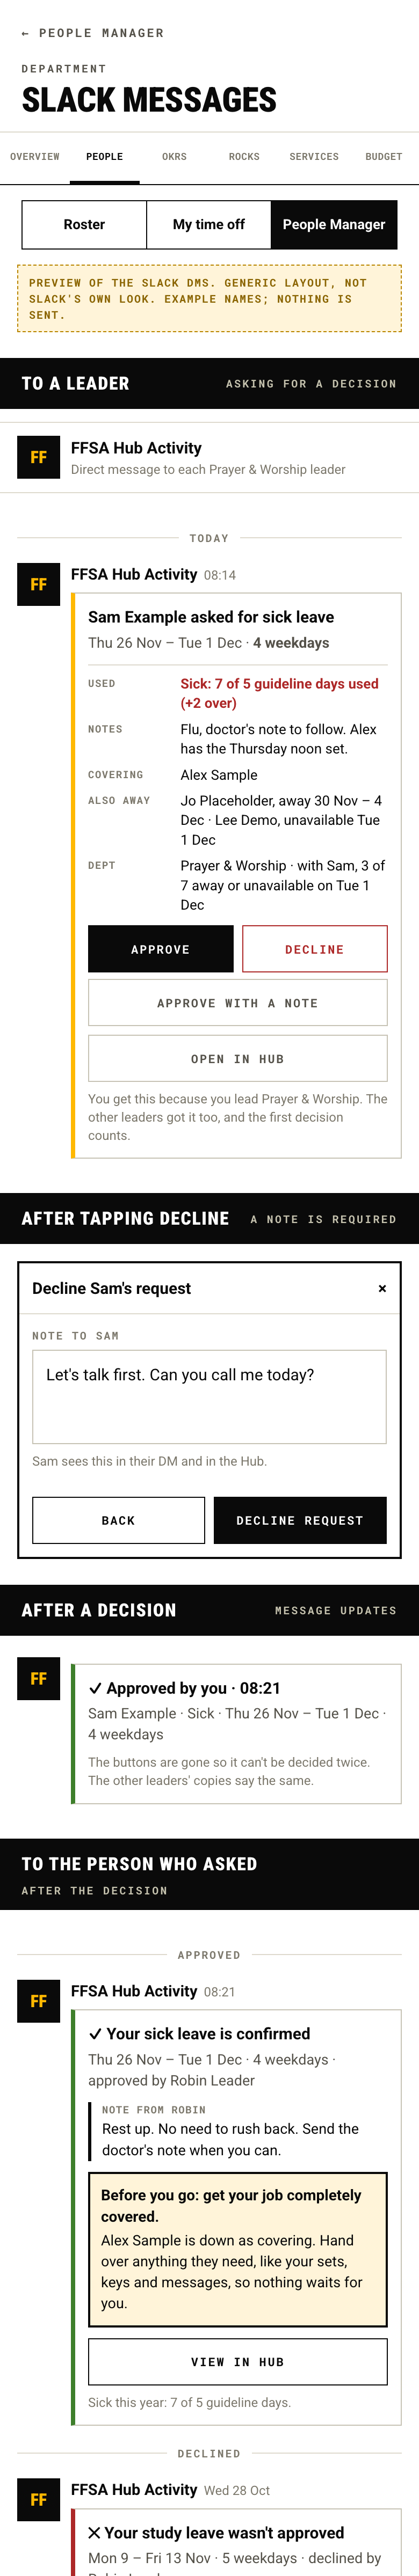 ← PEOPLE MANAGER
DEPARTMENT
SLACK MESSAGES
OVERVIEW PEOPLE OKRS ROCKS SERVICES BUDGET
Roster My time off People Manager
PREVIEW OF THE SLACK DMS. GENERIC LAYOUT, NOT
SLACK'S OWN LOOK. EXAMPLE NAMES; NOTHING IS
SENT.
TO A LEADER ASKING FOR A DECISION
FF FFSA Hub Activity
Direct message to each Prayer & Worship leader
TODAY
FF FFSA Hub Activity 08:14
Sam Example asked for sick leave
Thu 26 Nov – Tue 1 Dec · 4 weekdays
USED Sick: 7 of 5 guideline days used
(+2 over)
NOTES Flu, doctor's note to follow. Alex
has the Thursday noon set.
COVERING Alex Sample
ALSO AWAY Jo Placeholder, away 30 Nov – 4
Dec · Lee Demo, unavailable Tue
1 Dec
DEPT Prayer & Worship · with Sam, 3 of
7 away or unavailable on Tue 1
Dec
APPROVE DECLINE
APPROVE WITH A NOTE
OPEN IN HUB
You get this because you lead Prayer & Worship. The
other leaders got it too, and the first decision
counts.
AFTER TAPPING DECLINE A NOTE IS REQUIRED
Decline Sam's request ×
NOTE TO SAM
Let's talk first. Can you call me today?
Sam sees this in their DM and in the Hub.
BACK DECLINE REQUEST
AFTER A DECISION MESSAGE UPDATES
FF ✓ Approved by you · 08:21
Sam Example · Sick · Thu 26 Nov – Tue 1 Dec ·
4 weekdays
The buttons are gone so it can't be decided twice.
The other leaders' copies say the same.
TO THE PERSON WHO ASKED
AFTER THE DECISION
APPROVED
FF FFSA Hub Activity 08:21
✓ Your sick leave is confirmed
Thu 26 Nov – Tue 1 Dec · 4 weekdays ·
approved by Robin Leader
NOTE FROM ROBIN
Rest up. No need to rush back. Send the
doctor's note when you can.
Before you go: get your job completely
covered.
Alex Sample is down as covering. Hand
over anything they need, like your sets,
keys and messages, so nothing waits for
you.
VIEW IN HUB
Sick this year: 7 of 5 guideline days.
DECLINED
FF FFSA Hub Activity Wed 28 Oct
✕ Your study leave wasn't approved
Mon 9 – Fri 13 Nov · 5 weekdays · declined by